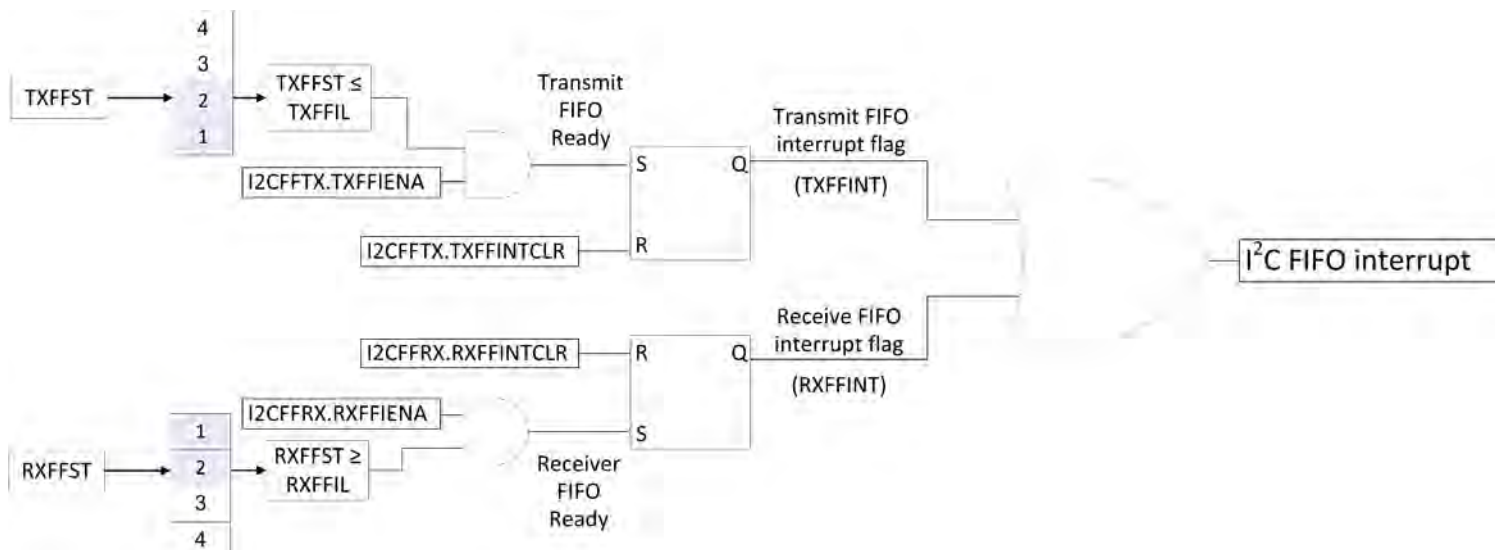 4
3
2
1
TXFFST
TXFFST ≤
TXFFIL
Transmit
FIFO
Ready
I2CFFTX.TXFFIENA
I2CFFTX.TXFFINTCLR
S
Q
R
Transmit FIFO
interrupt flag
(TXFFINT)
I²C FIFO interrupt
Receive FIFO
interrupt flag
(RXFFINT)
I2CFFRX.RXFFINTCLR
R
Q
S
I2CFFRX.RXFFIENA
RXFFST
1
2
3
4
RXFFST ≥
RXFFIL
Receiver
FIFO
Ready